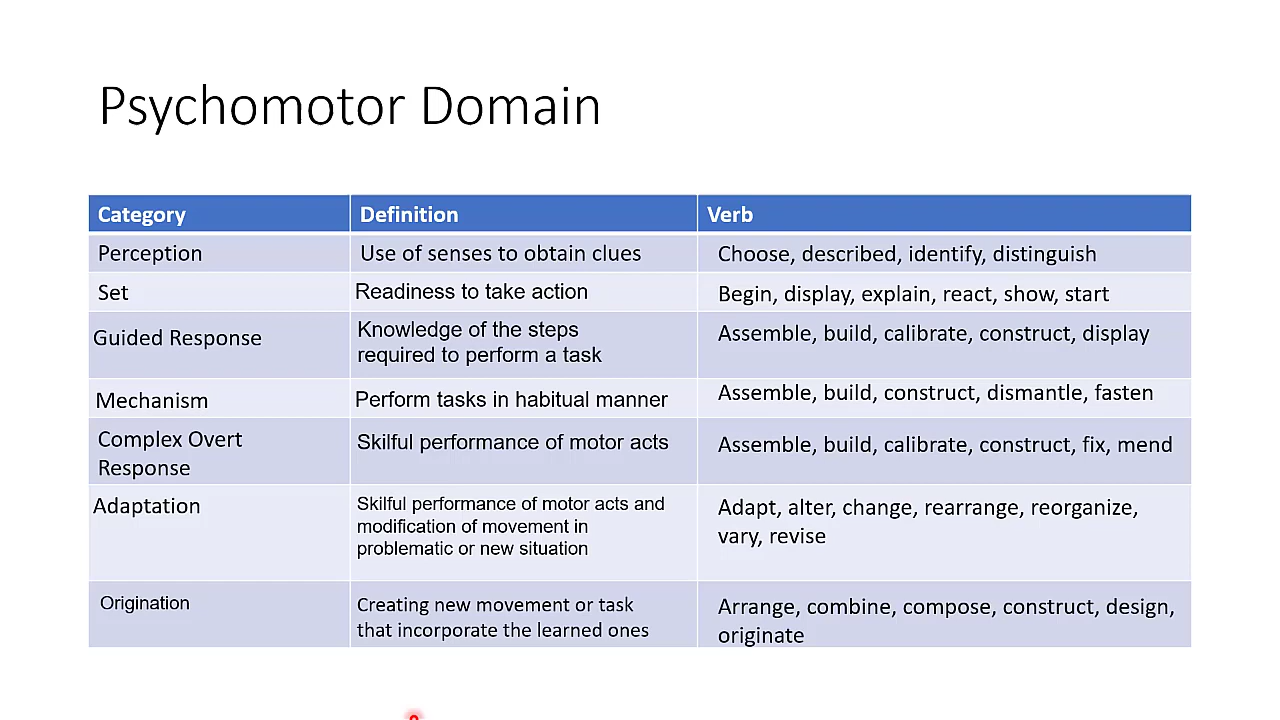 Psychomotor Domain
Category Definition Verb
Perception Use of senses to obtain clues Choose, described, identify, distinguish
Set Readiness to take action Begin, display, explain, react, show, start
Guided Response Knowledge of the steps Assemble, build, calibrate, construct, display
required to perform a task
Mechanism Perform tasks in habitual manner Assemble, build, construct, dismantle, fasten
Complex Overt Skilful performance of motor acts Assemble, build, calibrate, construct, fix, mend
Response
Adaptation Skilful performance of motor acts and Adapt, alter, change, rearrange, reorganize,
modification of movement in vary, revise
problematic or new situation
Origination Creating new movement or task Arrange, combine, compose, construct, design,
that incorporate the learned ones originate